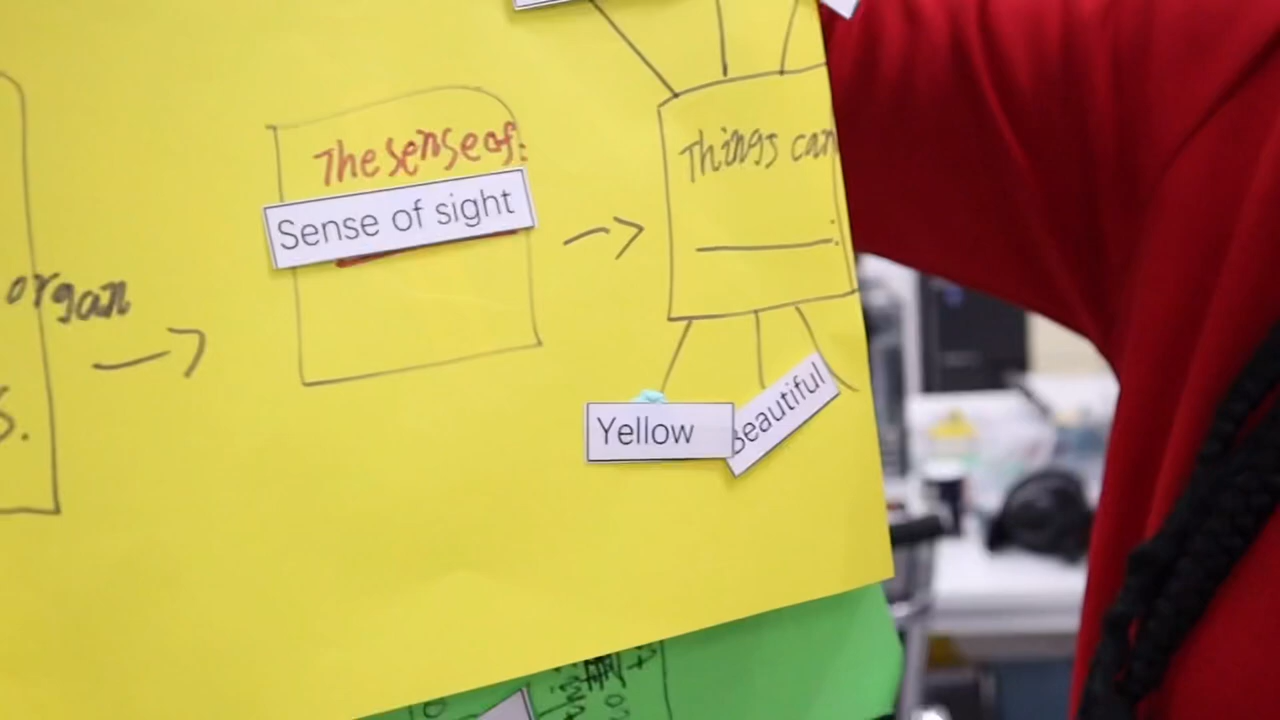 organ
s.
The sense of:
Sense of sight
Things can
Yellow
Beautiful